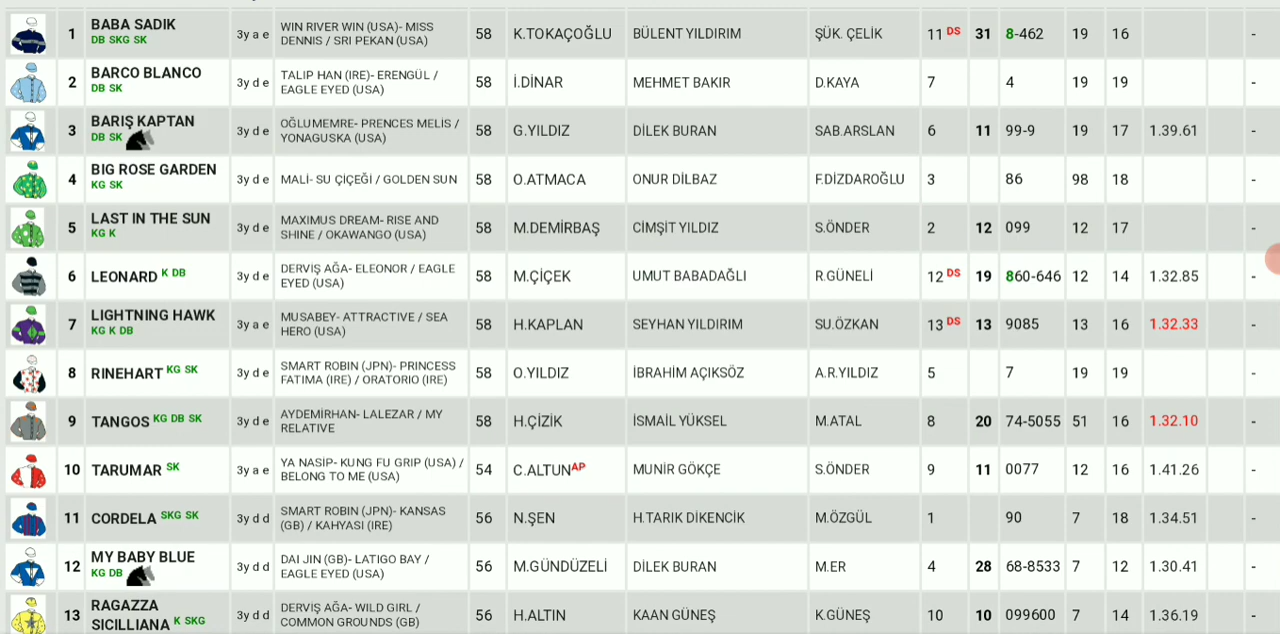 1 BABA SADIK DB SKG SK 3y a e WIN RIVER WIN (USA)- MISS DENNIS / SRI PEKAN (USA) 58 K.TOKAÇOĞLU BÜLENT YILDIRIM ŞÜK. ÇELİK 11 DS 31 8-462 19 16 -
2 BARCO BLANCO DB SK 3y d e TALIP HAN (IRE)- ERENGÜL / EAGLE EYED (USA) 58 İ.DİNAR MEHMET BAKIR D.KAYA 7 4 19 19 -
3 BARIŞ KAPTAN DB SK 3y d e OĞLUMEMRE- PRENCES MELİS / YONAGUSKA (USA) 58 G.YILDIZ DİLEK BURAN SAB.ARSLAN 6 11 99-9 19 17 1.39.61 -
4 BIG ROSE GARDEN KG SK 3y d e MALİ- SU ÇİÇEĞİ / GOLDEN SUN 58 O.ATMACA ONUR DİLBAZ F.DİZDAROĞLU 3 86 98 18 -
5 LAST IN THE SUN KG K 3y d e MAXIMUS DREAM- RISE AND SHINE / OKAWANGO (USA) 58 M.DEMİRBAŞ CİMŞİT YILDIZ S.ÖNDER 2 12 099 12 17 -
6 LEONARD K DB 3y d e DERVİŞ AĞA- ELEONOR / EAGLE EYED (USA) 58 M.ÇİÇEK UMUT BABADAĞLI R.GÜNELİ 12 DS 19 860-646 12 14 1.32.85 -
7 LIGHTNING HAWK KG K DB 3y a e MUSABEY- ATTRACTIVE / SEA HERO (USA) 58 H.KAPLAN SEYHAN YILDIRIM SU.ÖZKAN 13 DS 13 9085 13 16 1.32.33 -
8 RINEHART KG SK 3y d e SMART ROBIN (JPN)- PRINCESS FATIMA (IRE) / ORATORIO (IRE) 58 O.YILDIZ İBRAHİM AÇIKSÖZ A.R.YILDIZ 5 7 19 19 -
9 TANGOS KG DB SK 3y d e AYDEMİRHAN- LALEZAR / MY RELATIVE 58 H.ÇİZİK İSMAİL YÜKSEL M.ATAL 8 20 74-5055 51 16 1.32.10 -
10 TARUMAR SK 3y a e YA NASIP- KUNG FU GRIP (USA) / BELONG TO ME (USA) 54 C.ALTUN AP MUNİR GÖKÇE S.ÖNDER 9 11 0077 12 16 1.41.26 -
11 CORDELA SKG SK 3y d d SMART ROBIN (JPN)- KANSAS (GB) / KAHYASI (IRE) 56 N.ŞEN H.TARIK DİKENCİK M.ÖZGÜL 1 90 7 18 1.34.51 -
12 MY BABY BLUE KG DB 3y d d DAI JIN (GB)- LATIGO BAY / EAGLE EYED (USA) 56 M.GÜNDÜZELİ DİLEK BURAN M.ER 4 28 68-8533 7 12 1.30.41 -
13 RAGAZZA SICILLIANA K SKG 3y d d DERVİŞ AĞA- WILD GIRL / COMMON GROUNDS (GB) 56 H.ALTIN KAAN GÜNEŞ K.GÜNEŞ 10 10 099600 7 14 1.36.19 -